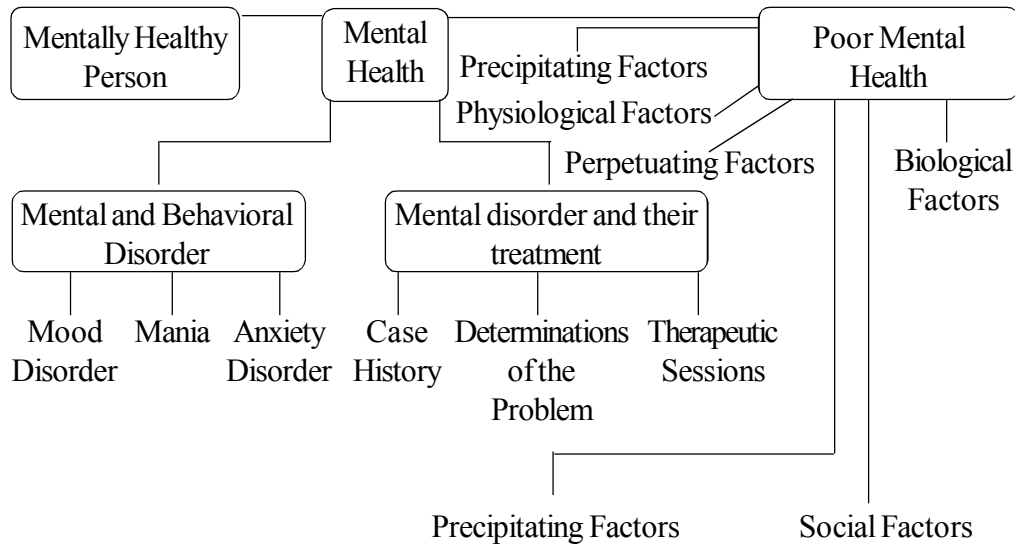 Mentally Healthy
Person
Mental
Health
Poor Mental
Health
Precipitating Factors
Physiological Factors
Perpetuating Factors
Biological
Factors
Mental and Behavioral
Disorder
Mental disorder and their
treatment
Mood
Disorder
Mania
Anxiety
Disorder
Case
History
Determinations
of the
Problem
Therapeutic
Sessions
Precipitating Factors
Social Factors